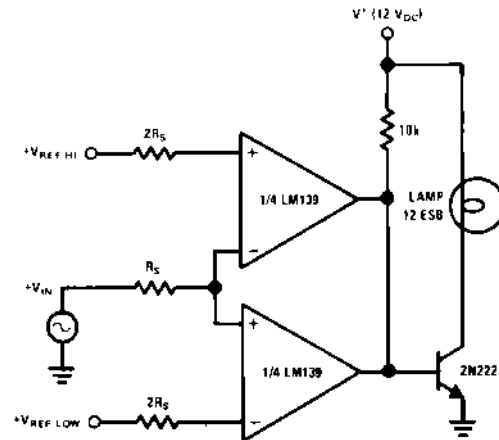 V⁺ (12 V_DC)
2R_S
+V_REF HI
+
1/4 LM139
-
10k
LAMP
12 ESB
R_S
+V_IN
+
1/4 LM139
-
2N222
2R_S
+V_REF LOW